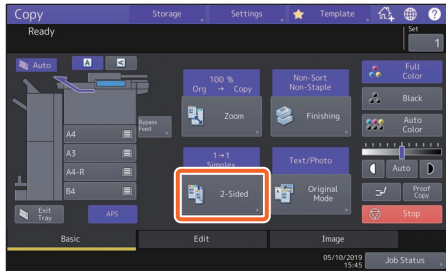 Copy
Storage
Settings
Template
?
Ready
Set
1
Auto
A
A
100 %
Org → Copy
Non-Sort
Non-Staple
Full
Color
Black
Bypass
Feed
Zoom
Finishing
Auto
Color
A4
A3
A4-R
B4
1→1
Simplex
Text/Photo
Auto
2-Sided
Original
Mode
Proof
Copy
Exit
Tray
APS
Stop
Basic
Edit
Image
05/10/2019
15:45
Job Status